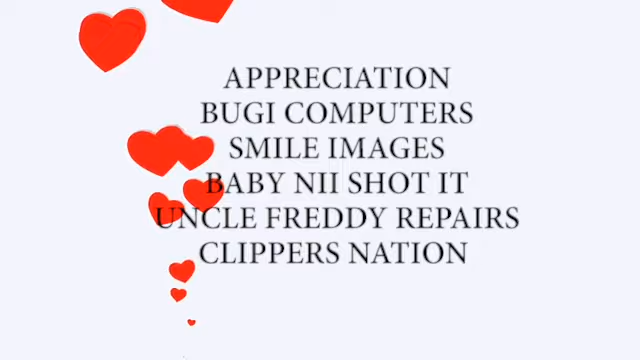 APPRECIATION
BUGI COMPUTERS
SMILE IMAGES
BABY NII SHOT IT
UNCLE FREDDY REPAIRS
CLIPPERS NATION